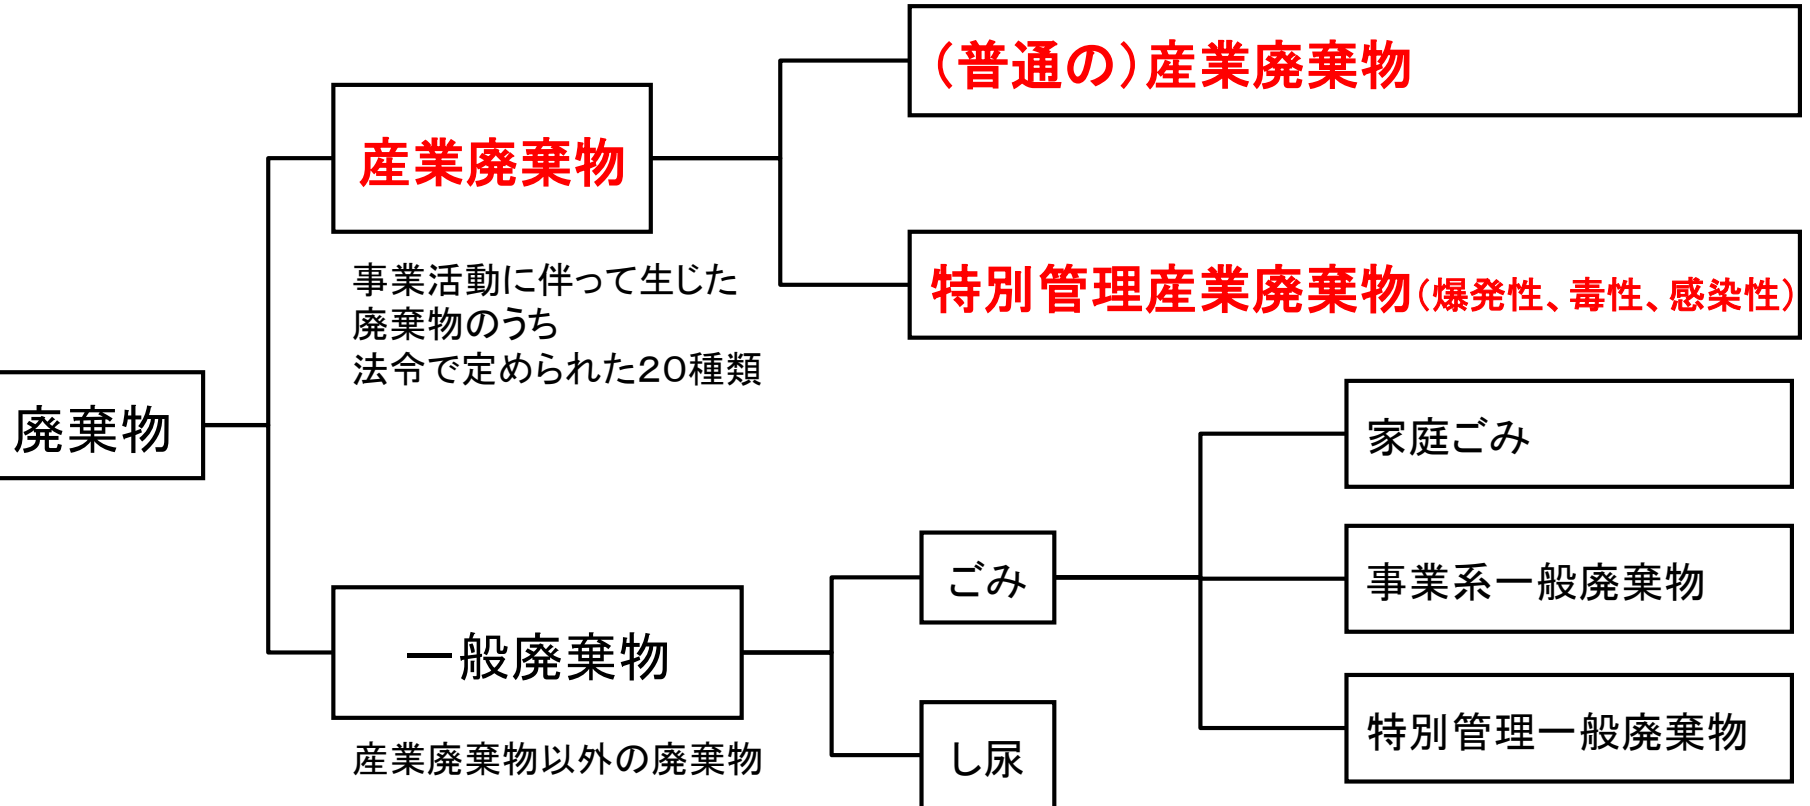 （普通の）産業廃棄物
産業廃棄物
特別管理産業廃棄物（爆発性、毒性、感染性）
事業活動に伴って生じた
廃棄物のうち
法令で定められた２０種類
廃棄物
家庭ごみ
ごみ
事業系一般廃棄物
一般廃棄物
特別管理一般廃棄物
産業廃棄物以外の廃棄物
し尿